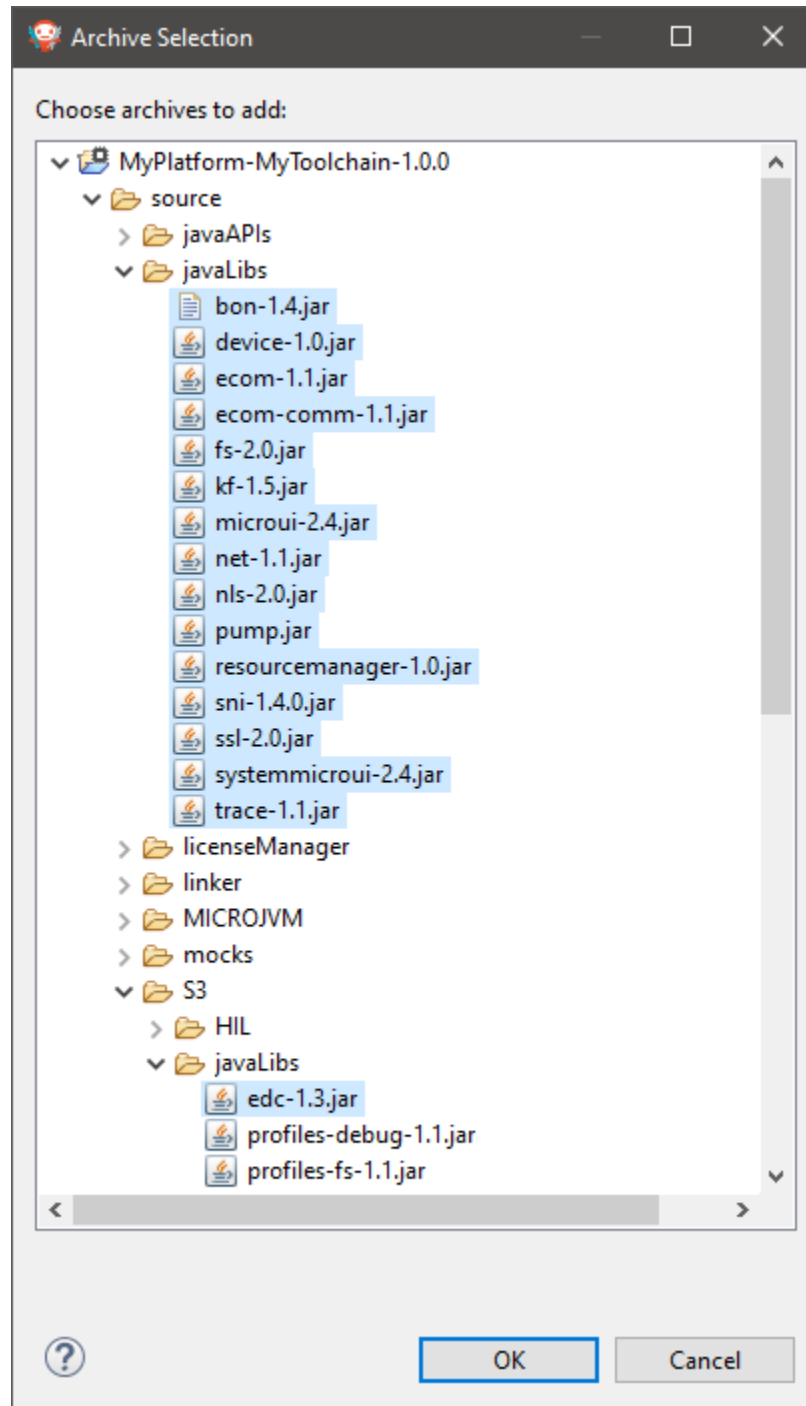 Archive Selection
Choose archives to add:
MyPlatform-MyToolchain-1.0.0
source
javaAPIs
javaLibs
bon-1.4.jar
device-1.0.jar
ecom-1.1.jar
ecom-comm-1.1.jar
fs-2.0.jar
kf-1.5.jar
microui-2.4.jar
net-1.1.jar
nls-2.0.jar
pump.jar
resourcemanager-1.0.jar
sni-1.4.0.jar
ssl-2.0.jar
systemmicroui-2.4.jar
trace-1.1.jar
licenseManager
linker
MICROJVM
mocks
S3
HIL
javaLibs
edc-1.3.jar
profiles-debug-1.1.jar
profiles-fs-1.1.jar
?
OK Cancel